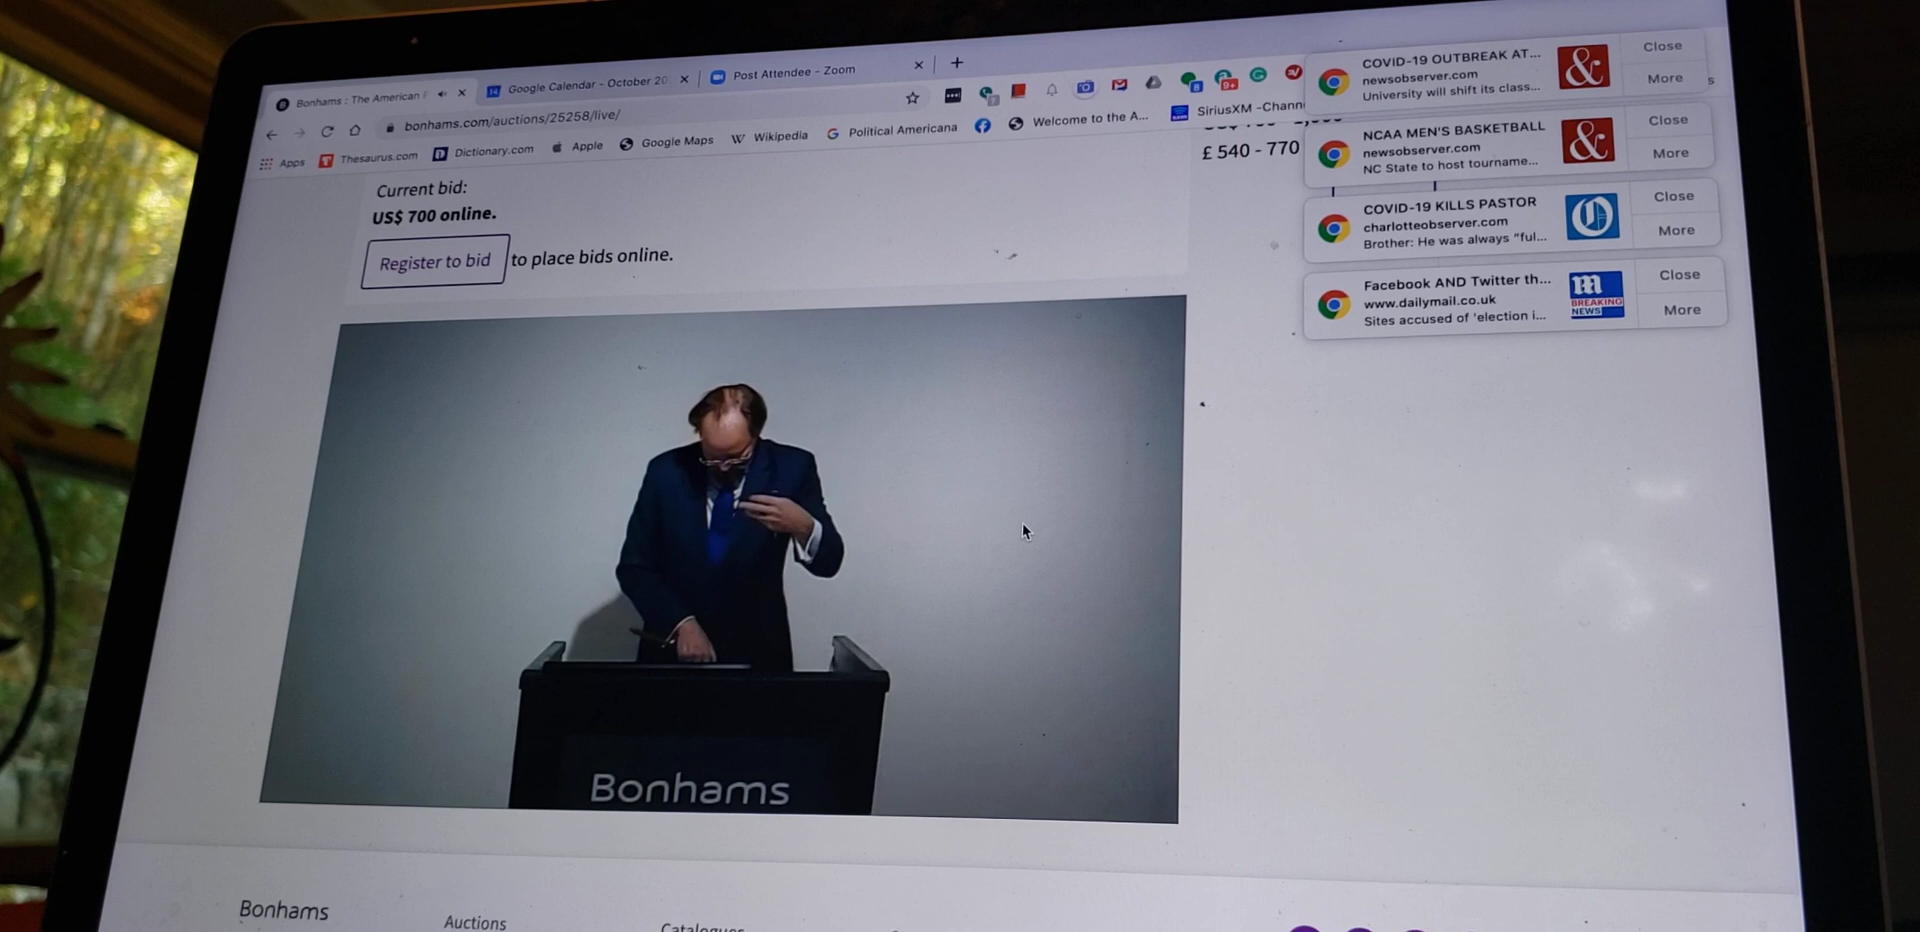 Bonhams : The American
Google Calendar - October 20
Post Attendee - Zoom
bonhams.com/auctions/25258/live/
9+
8
Apps
Thesaurus.com
Dictionary.com
Apple
Google Maps
Wikipedia
Political Americana
Welcome to the A...
SiriusXM -Chann
Current bid:
US$ 700 online.
Register to bid to place bids online.
£ 540 - 770
COVID-19 OUTBREAK AT...
newsobserver.com
University will shift its class...
&
Close
More
NCAA MEN'S BASKETBALL
newsobserver.com
NC State to host tourname...
&
Close
More
COVID-19 KILLS PASTOR
charlotteobserver.com
Brother: He was always "ful...
O
Close
More
Facebook AND Twitter th...
www.dailymail.co.uk
Sites accused of 'election i...
m
BREAKING
NEWS
Close
More
Bonhams
Bonhams
Auctions
Catalogues